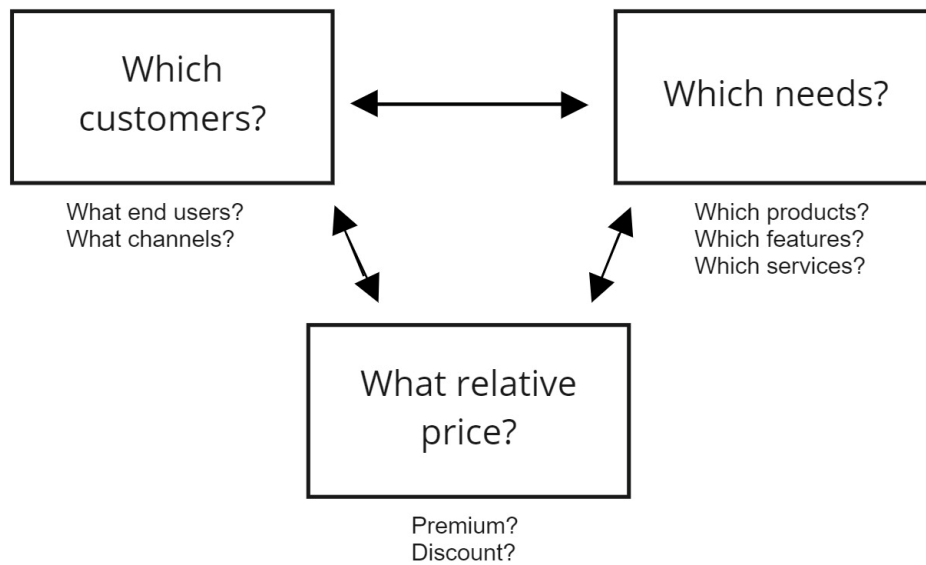 Which
customers?
Which needs?
What end users?
What channels?
Which products?
Which features?
Which services?
What relative
price?
Premium?
Discount?